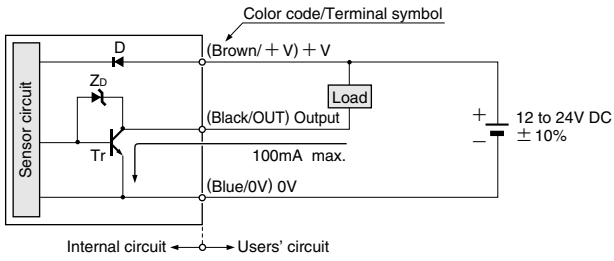 Color code/Terminal symbol
D
(Brown/＋V)＋V
ZD
Load
(Black/OUT) Output
＋
12 to 24V DC
− ± 10%
Sensor circuit
Tr
100mA max.
(Blue/0V) 0V
Internal circuit
Users' circuit